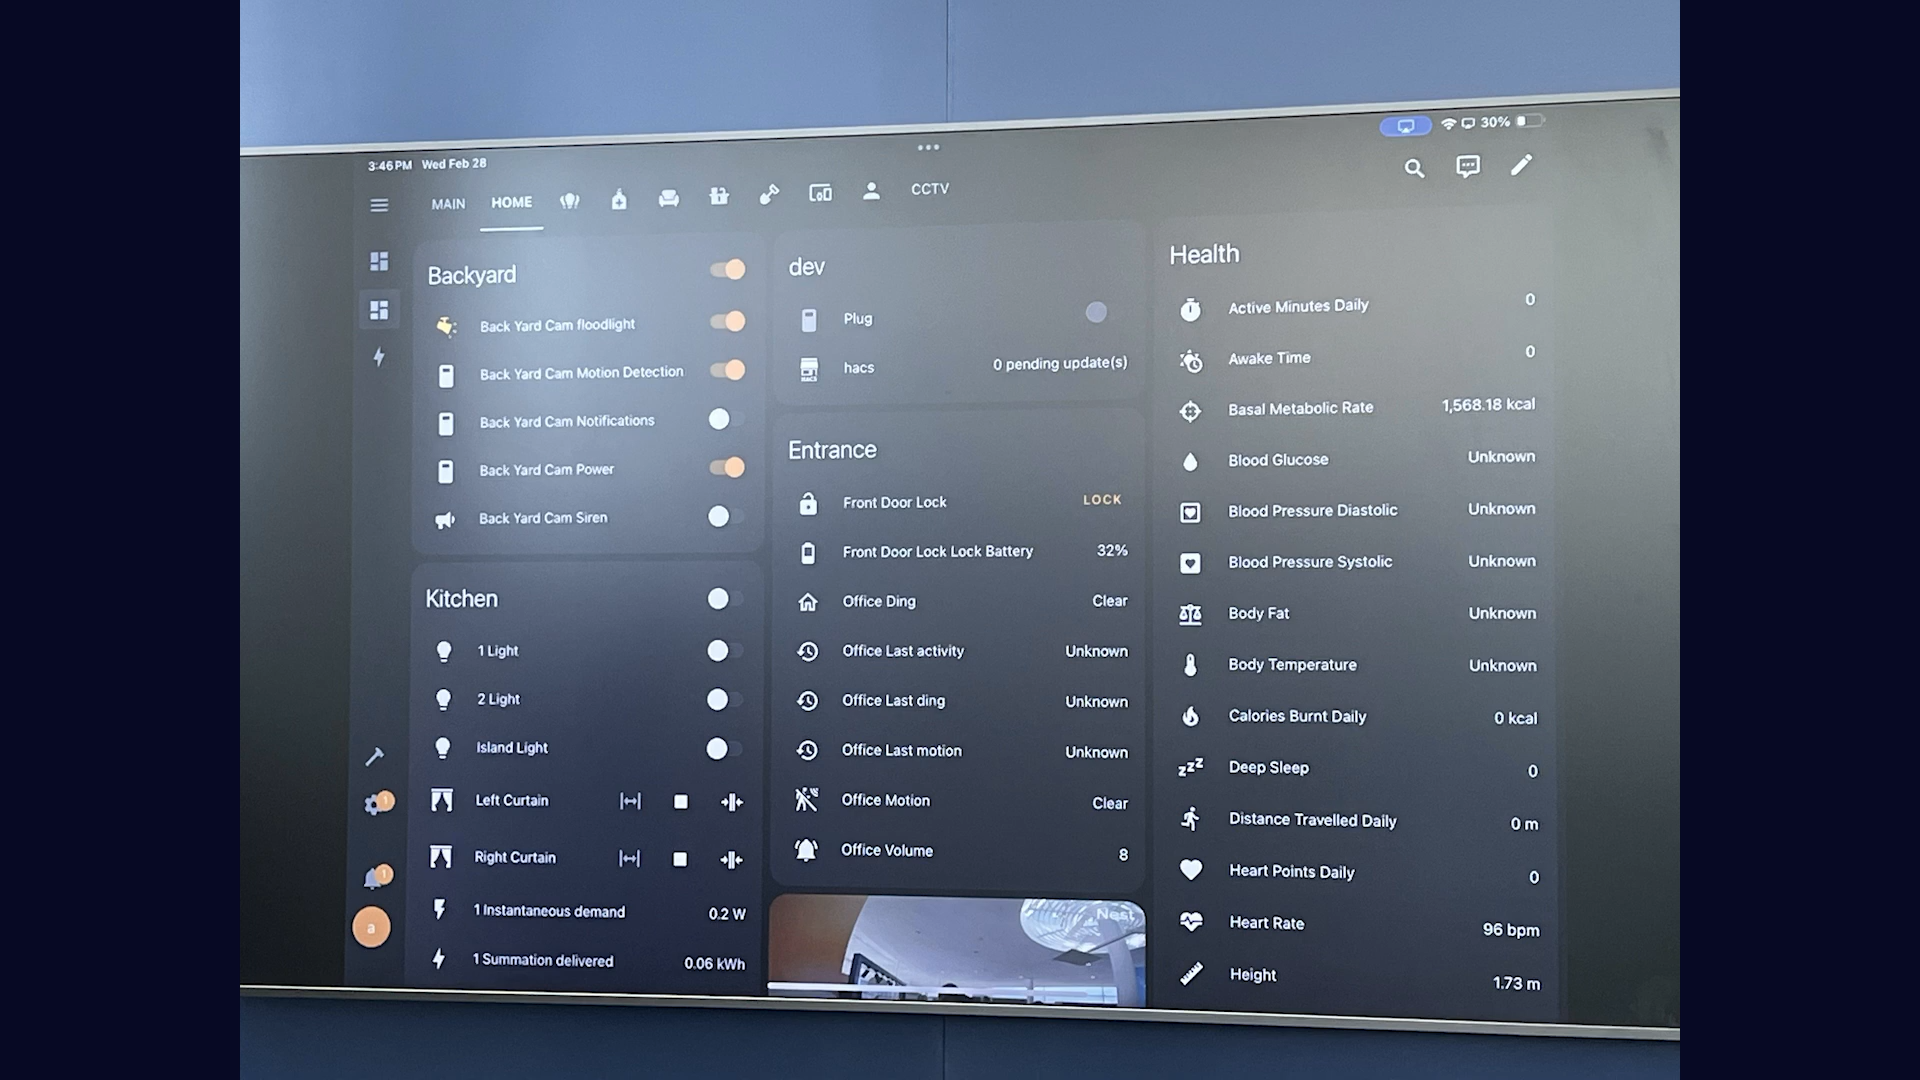 3:46 PM Wed Feb 28
30%
MAIN
HOME
CCTV
Backyard
Back Yard Cam floodlight
Back Yard Cam Motion Detection
Back Yard Cam Notifications
Back Yard Cam Power
Back Yard Cam Siren
Kitchen
1 Light
2 Light
Island Light
Left Curtain
Right Curtain
1 Instantaneous demand 0.2 W
1 Summation delivered 0.06 kWh
1
1
a
dev
Plug
HACS
hacs 0 pending update(s)
Entrance
Front Door Lock LOCK
Front Door Lock Lock Battery 32%
Office Ding Clear
Office Last activity Unknown
Office Last ding Unknown
Office Last motion Unknown
Office Motion Clear
Office Volume 8
Nest
Health
Active Minutes Daily 0
Awake Time 0
Basal Metabolic Rate 1,568.18 kcal
Blood Glucose Unknown
Blood Pressure Diastolic Unknown
Blood Pressure Systolic Unknown
Body Fat Unknown
Body Temperature Unknown
Calories Burnt Daily 0 kcal
Deep Sleep 0
Distance Travelled Daily 0 m
Heart Points Daily 0
Heart Rate 96 bpm
Height 1.73 m